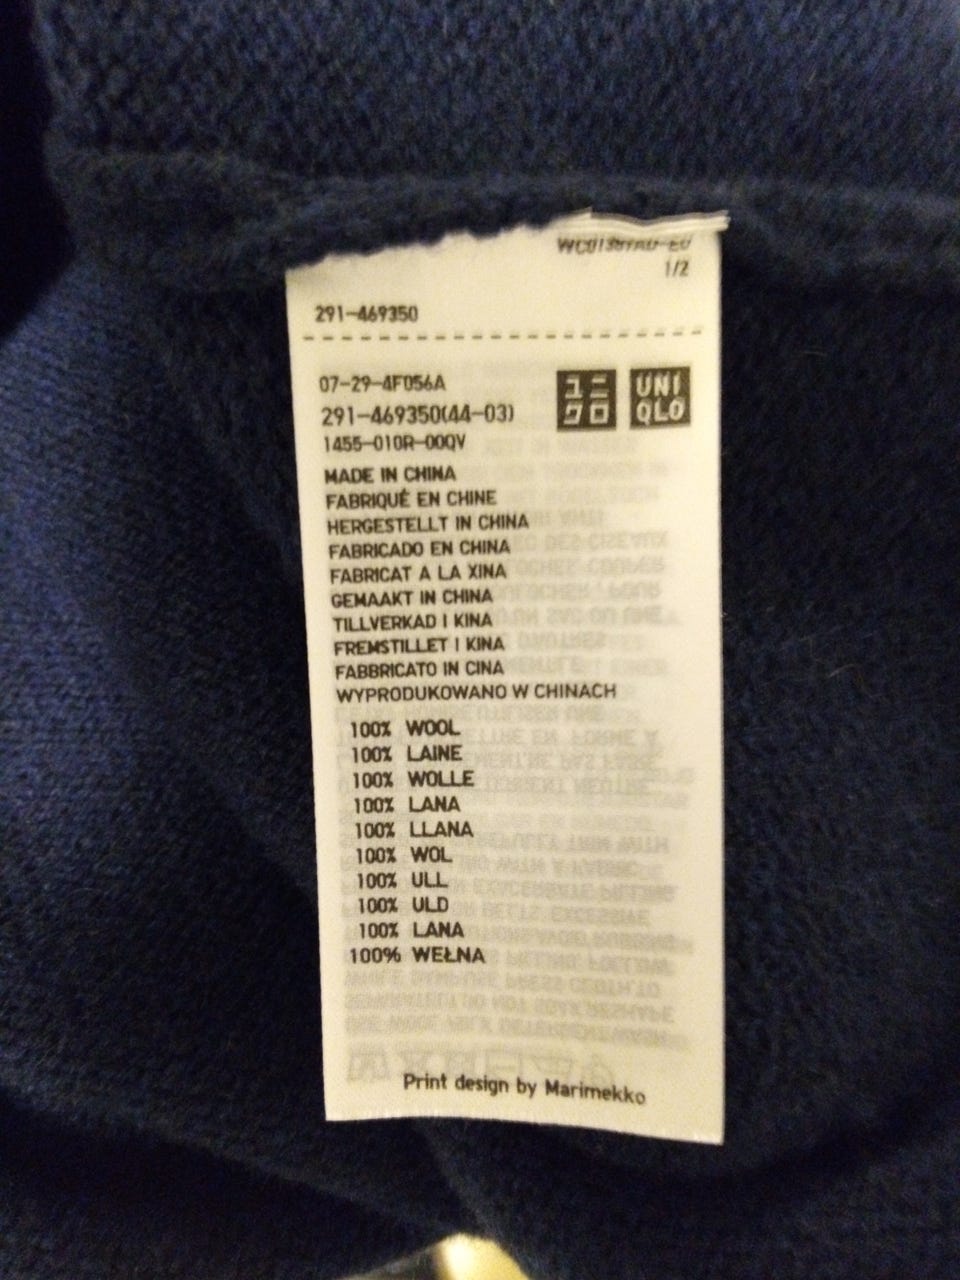 1/2
291-469350
07-29-4F056A
291-469350(44-03)
1455-010R-00QV
ユニ
クロ
UNI
QLO
MADE IN CHINA
FABRIQUÉ EN CHINE
HERGESTELLT IN CHINA
FABRICADO EN CHINA
FABRICAT A LA XINA
GEMAAKT IN CHINA
TILLVERKAD I KINA
FREMSTILLET I KINA
FABBRICATO IN CINA
WYPRODUKOWANO W CHINACH
100% WOOL
100% LAINE
100% WOLLE
100% LANA
100% LLANA
100% WOL
100% ULL
100% ULD
100% LANA
100% WEŁNA
Print design by Marimekko